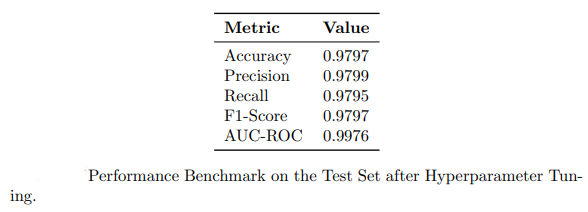 Metric Value
Accuracy 0.9797
Precision 0.9799
Recall 0.9795
F1-Score 0.9797
AUC-ROC 0.9976
Performance Benchmark on the Test Set after Hyperparameter Tun-
ing.